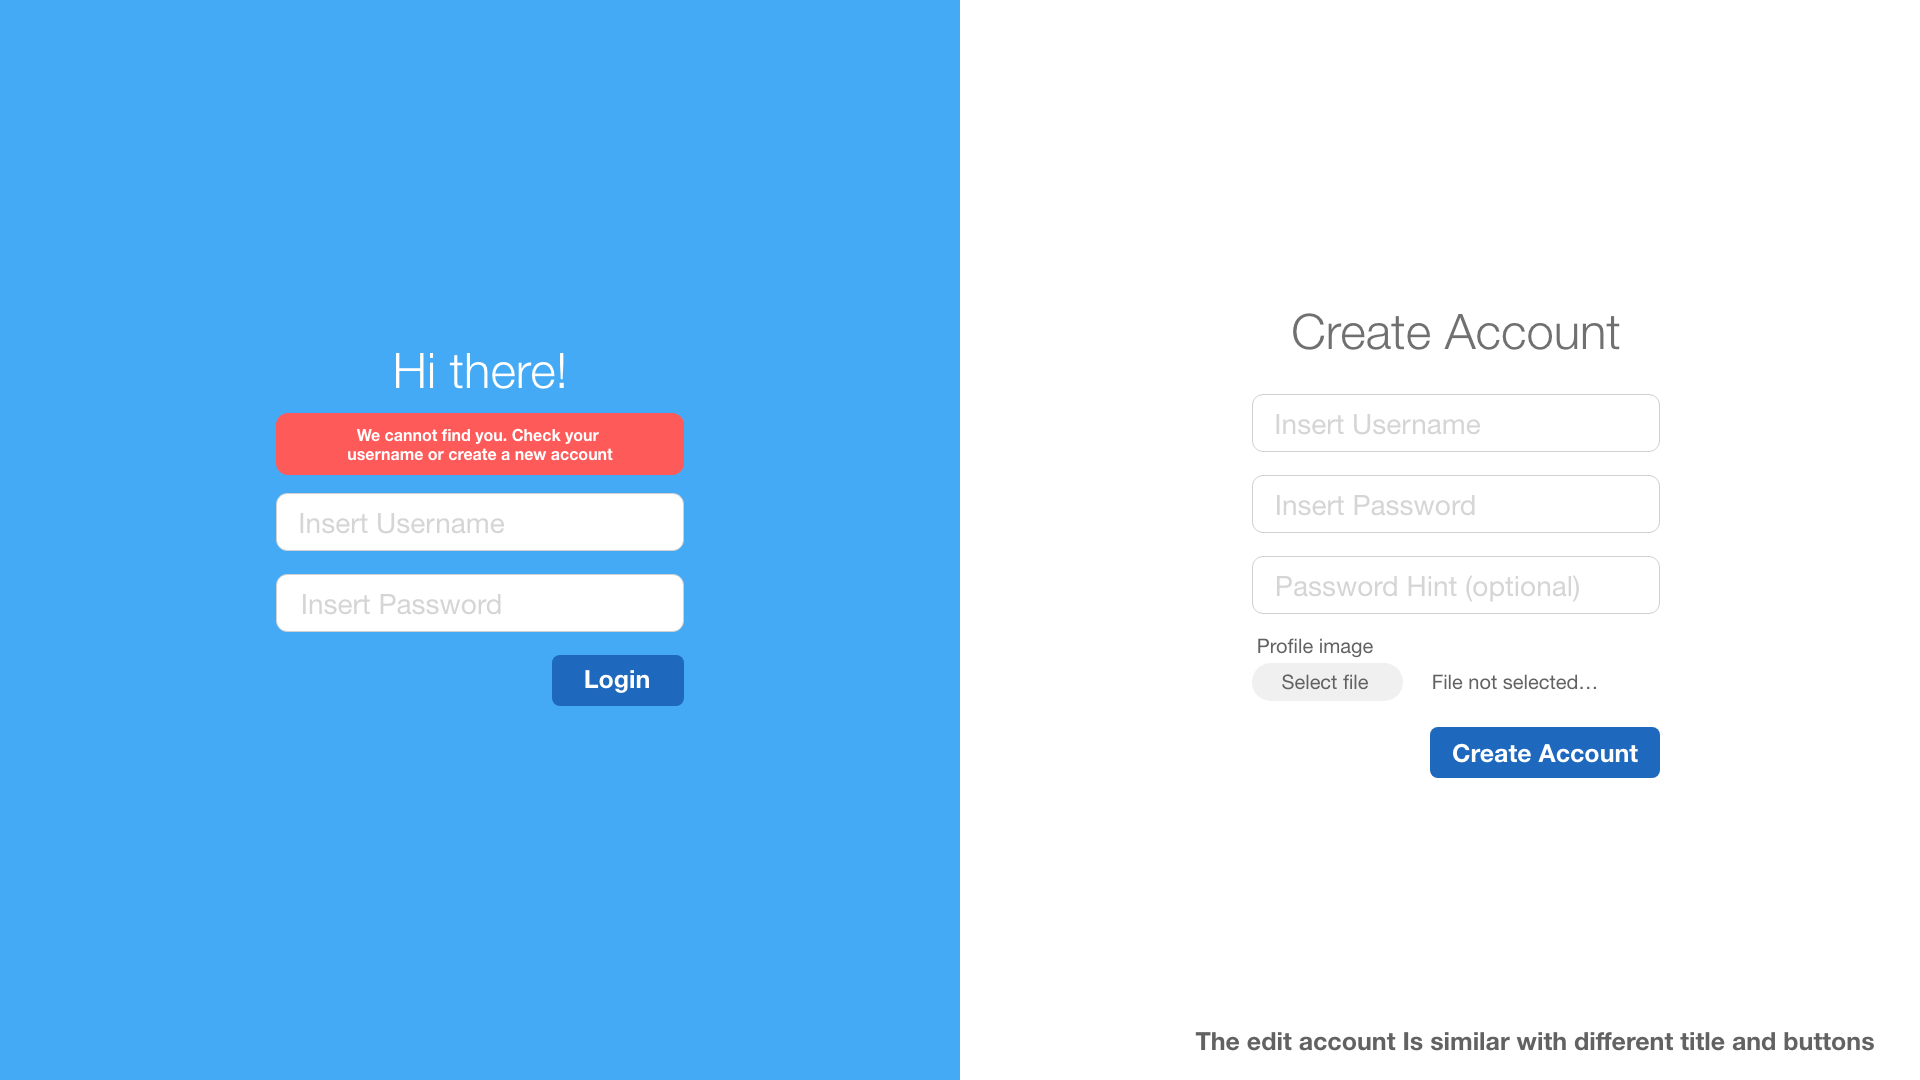 Hi there!
We cannot find you. Check your
username or create a new account
Insert Username
Insert Password
Login
Create Account
Insert Username
Insert Password
Password Hint (optional)
Profile image
Select file
File not selected...
Create Account
The edit account Is similar with different title and buttons